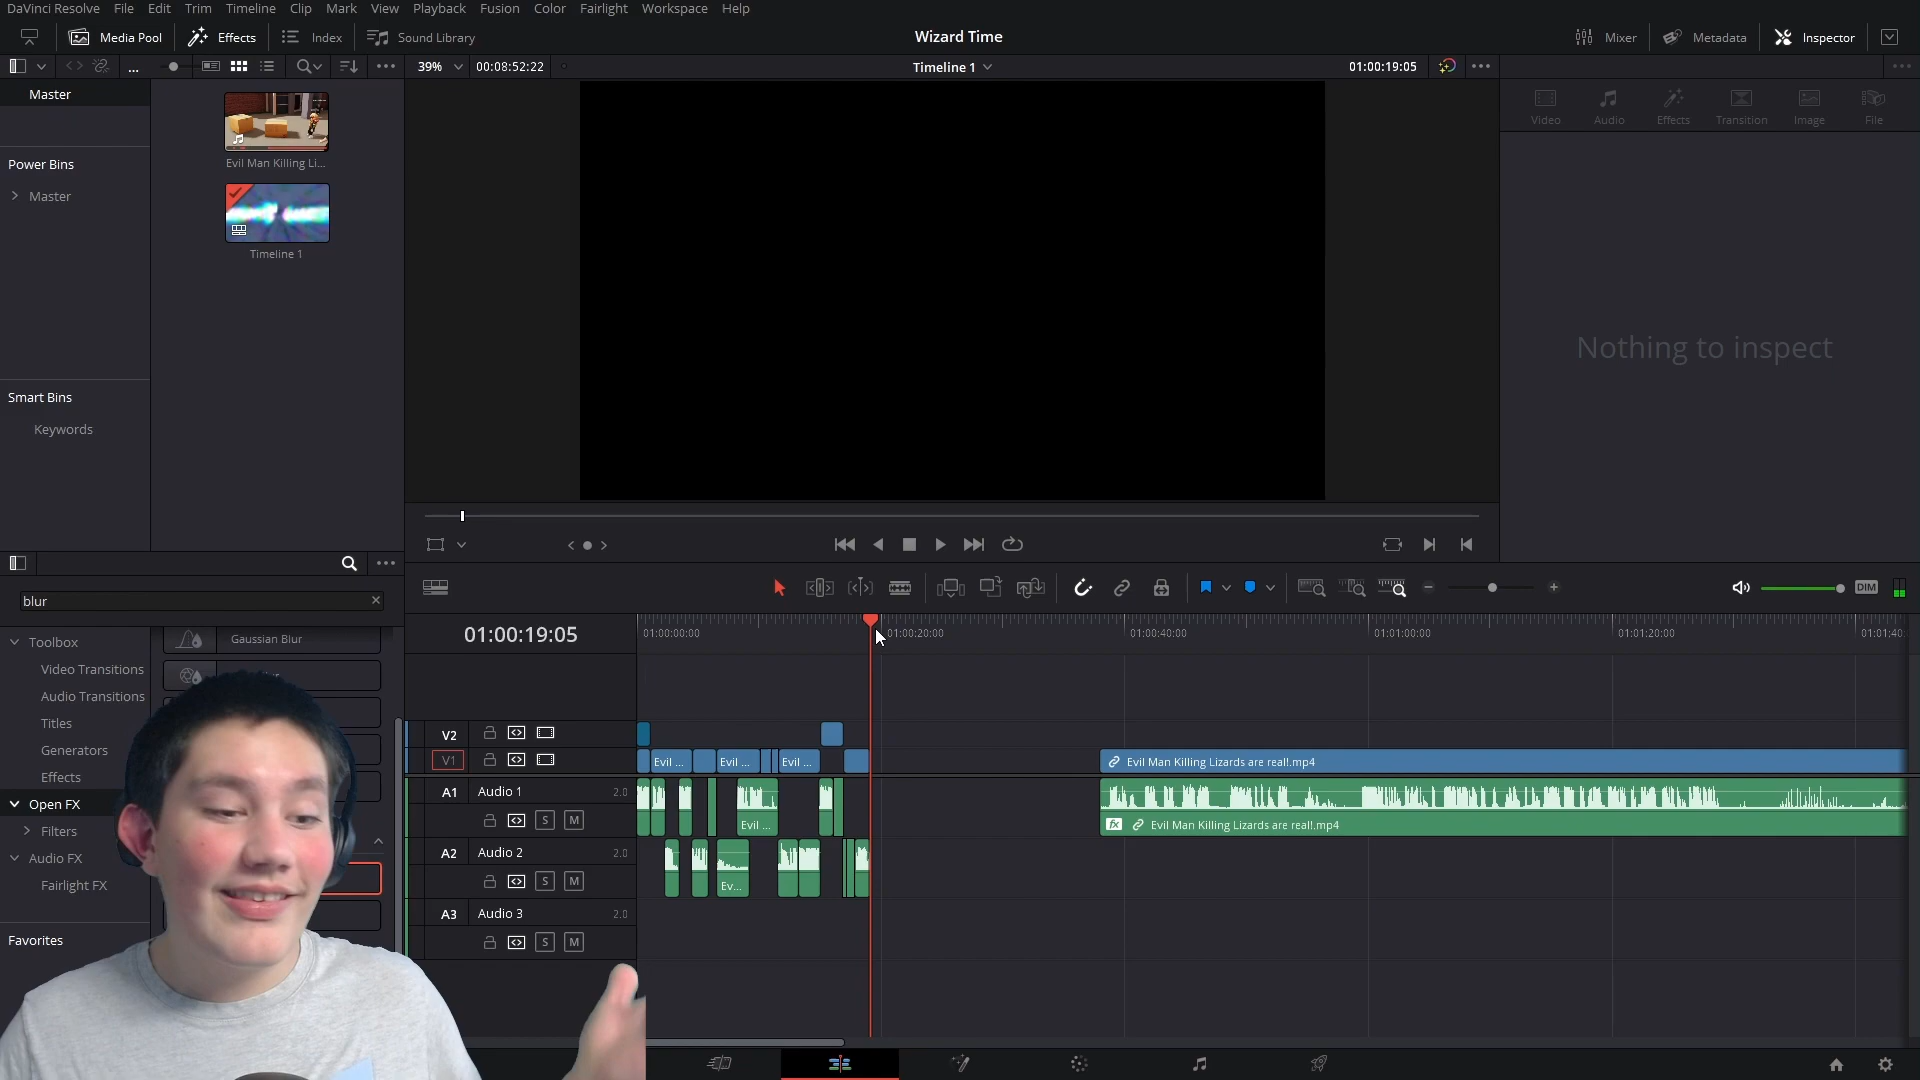 DaVinci Resolve File Edit Trim Timeline Clip Mark View Playback Fusion Color Fairlight Workspace Help
Media Pool Effects Index Sound Library Wizard Time Mixer Metadata Inspector
39% 00:08:52:22 Timeline 1 01:00:19:05
Master
Video Audio Effects Transition Image File
Evil Man Killing Li...
Power Bins
Master
Timeline 1
Nothing to inspect
Smart Bins
Keywords
blur
DIM
01:00:19:05
01:00:00:00 01:00:20:00 01:00:40:00 01:01:00:00 01:01:20:00 01:01:40:
Toolbox
Gaussian Blur
Video Transitions
Audio Transitions
Titles
Generators
Effects
Open FX
Filters
Audio FX
Fairlight FX
Favorites
V2
V1
Evil ... Evil ... Evil ... Evil Man Killing Lizards are real!.mp4
A1 Audio 1 2.0
S M
Evil ... fx Evil Man Killing Lizards are real!.mp4
A2 Audio 2 2.0
S M
Ev...
A3 Audio 3 2.0
S M